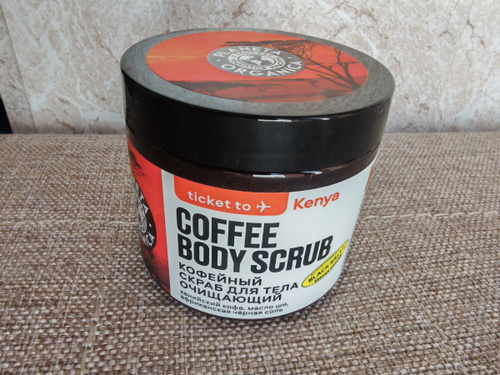 PLANETA
ORGANICA
ticket to Kenya
COFFEE
BODY SCRUB
КОФЕЙНЫЙ
СКРАБ ДЛЯ ТЕЛА
ОЧИЩАЮЩИЙ
кенийский кофе, масло ши,
африканская чёрная соль
BLACK